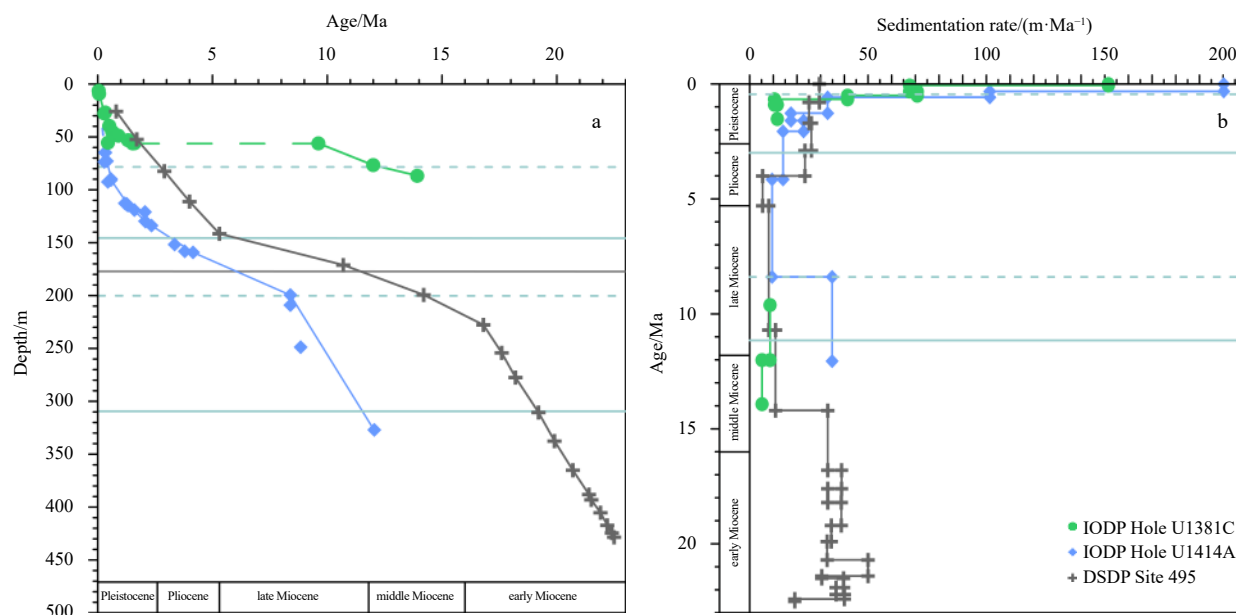 Age/Ma
0 5 10 15 20
Depth/m
0
50
100
150
200
250
300
350
400
450
500
a
Pleistocene Pliocene late Miocene middle Miocene early Miocene
Sedimentation rate/(m·Ma⁻¹)
0 50 100 150 200
Age/Ma
0
5
10
15
20
Pleistocene
Pliocene
late Miocene
middle Miocene
early Miocene
b
IODP Hole U1381C
IODP Hole U1414A
DSDP Site 495